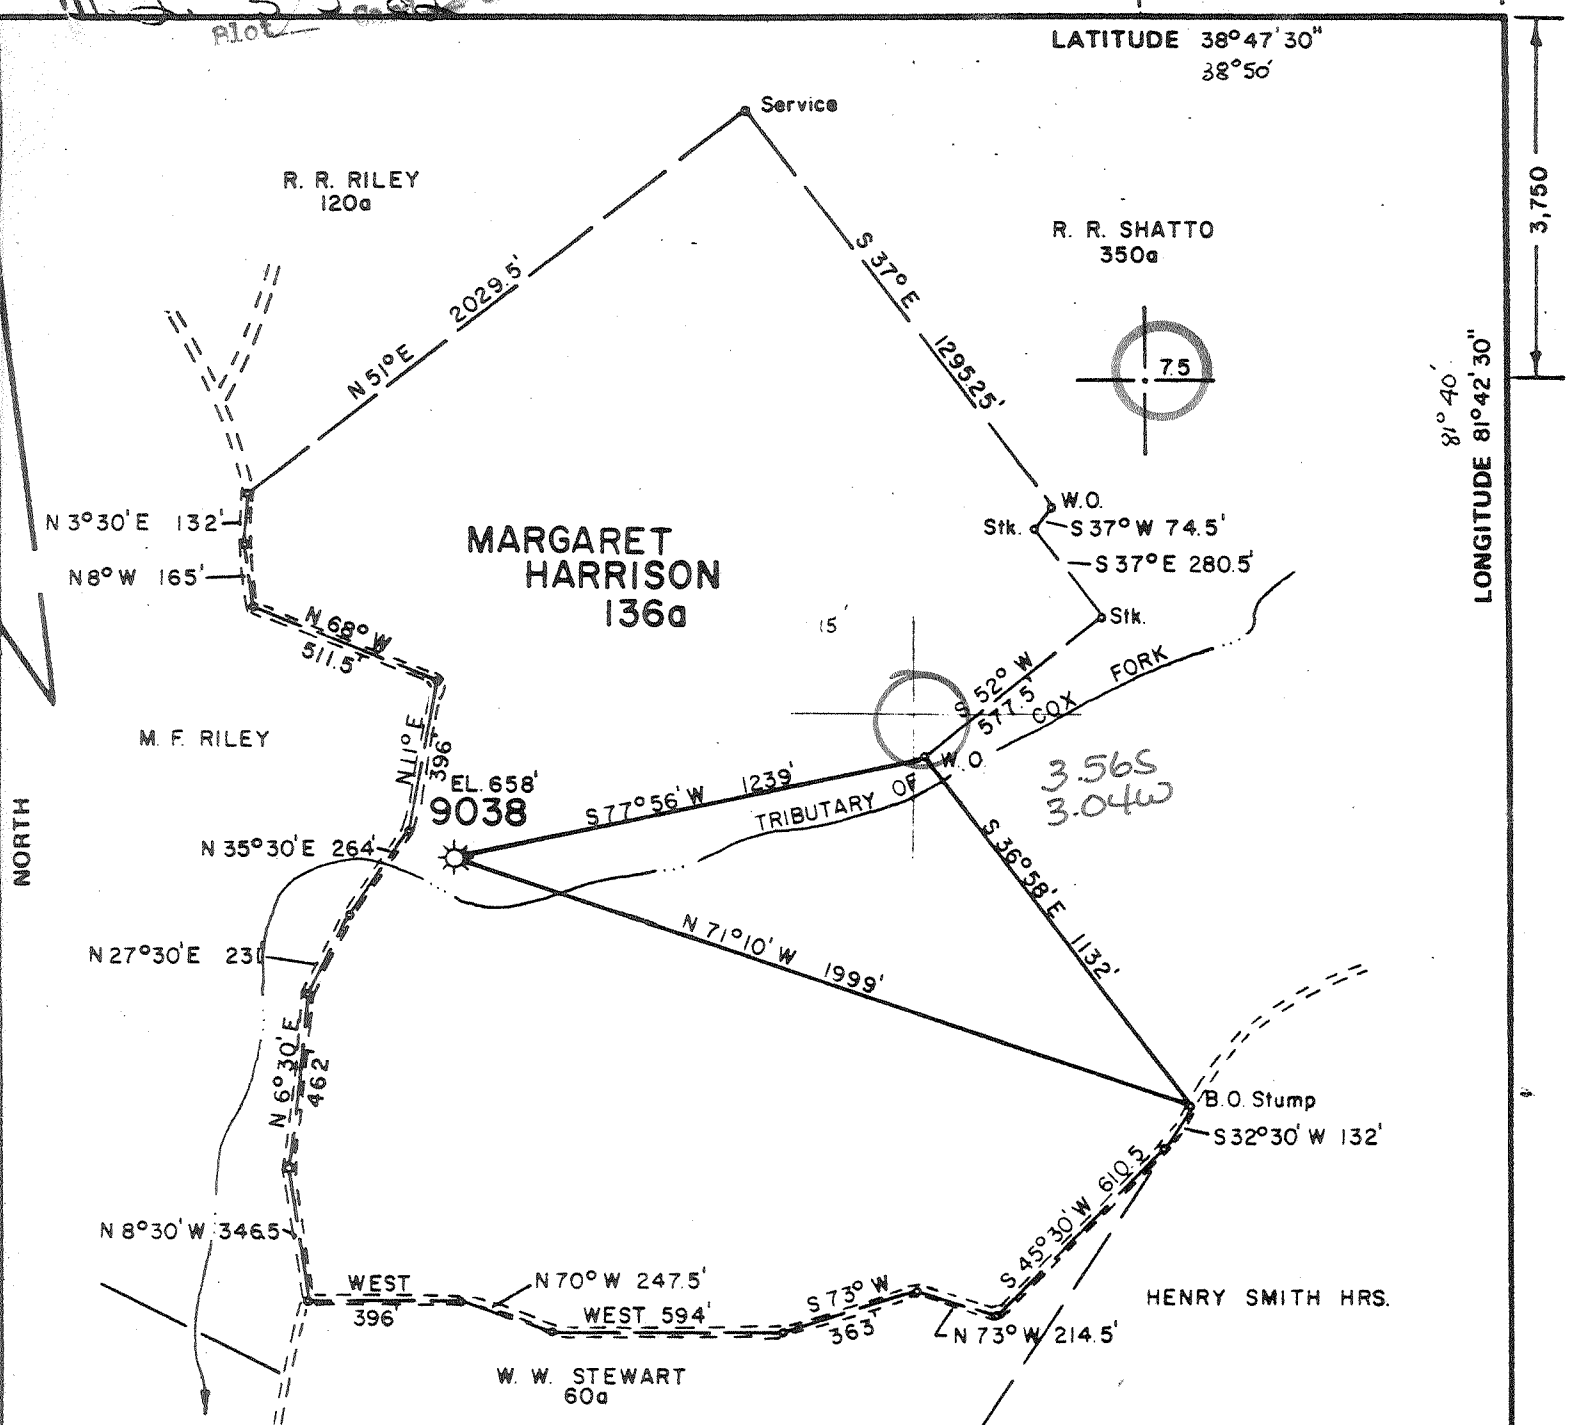 Plot
LATITUDE 38°47'30"
38°50'
Service
R. R. RILEY
120a
3,750
R. R. SHATTO
350a
S 37° E 1295.25'
N 51° E 2029.5'
7.5
81° 40'
LONGITUDE 81°42'30"
W.O.
N 3°30' E 132'
Stk.
S 37° W 74.5'
MARGARET
HARRISON
136a
S 37° E 280.5'
N 8° W 165'
Stk.
15'
N 68° W
511.5'
S 52° W
577.5'
M. F. RILEY
N 11° E
396'
TRIBUTARY OF COX FORK
W.O.
3.56S
3.04W
EL. 658'
9038
S 77°56' W 1239'
NORTH
N 35°30' E 264'
S 36°58' E 1132'
N 71°10' W 1999'
N 27°30' E 231
N 6°30' E
462'
B.O. Stump
S 32°30' W 132'
S 45°30' W 610.5
N 8°30' W 346.5
WEST
396'
N 70° W 247.5'
WEST 594'
S 73° W
363'
N 73° W 214.5'
HENRY SMITH HRS.
W. W. STEWART
60a